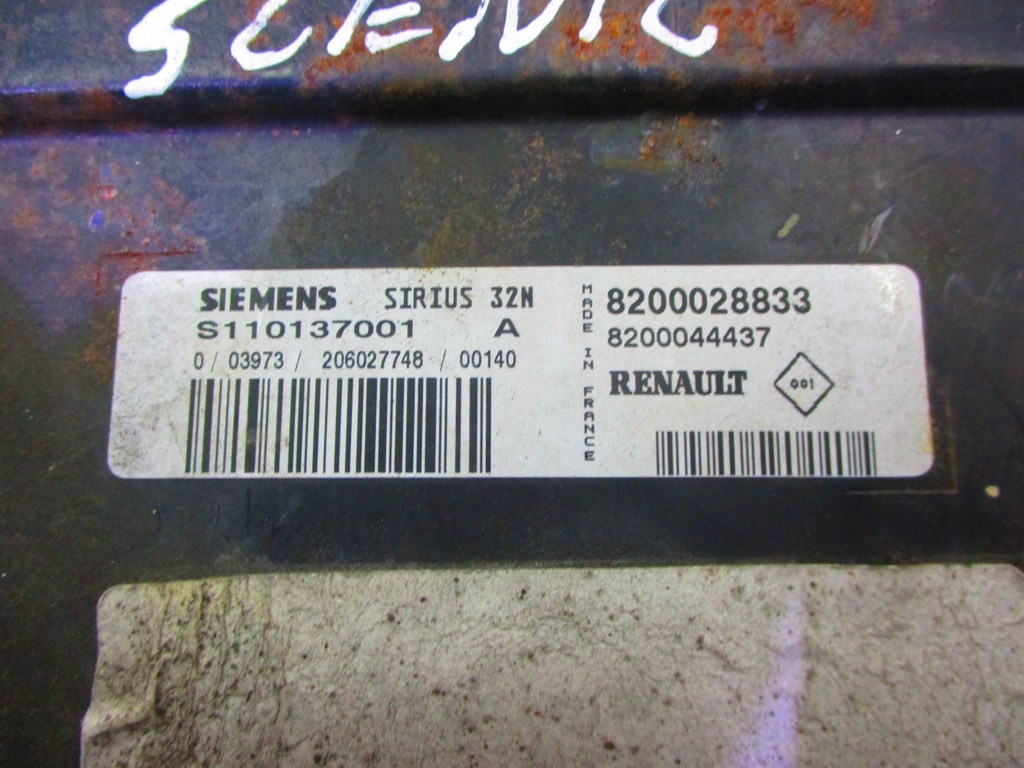 SCENIC
SIEMENS SIRIUS 32N
S110137001 A
0 / 03973 / 206027748 / 00140
MADE IN FRANCE
8200028833
8200044437
RENAULT 001